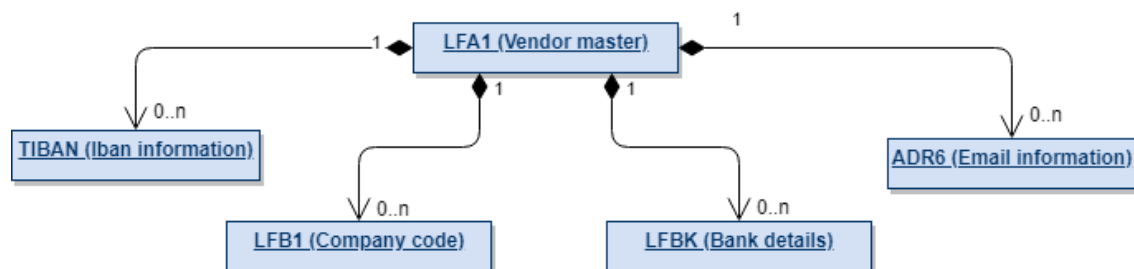 LFA1 (Vendor master)
1
1
1
1
0..n
TIBAN (Iban information)
0..n
ADR6 (Email information)
0..n
LFB1 (Company code)
0..n
LFBK (Bank details)